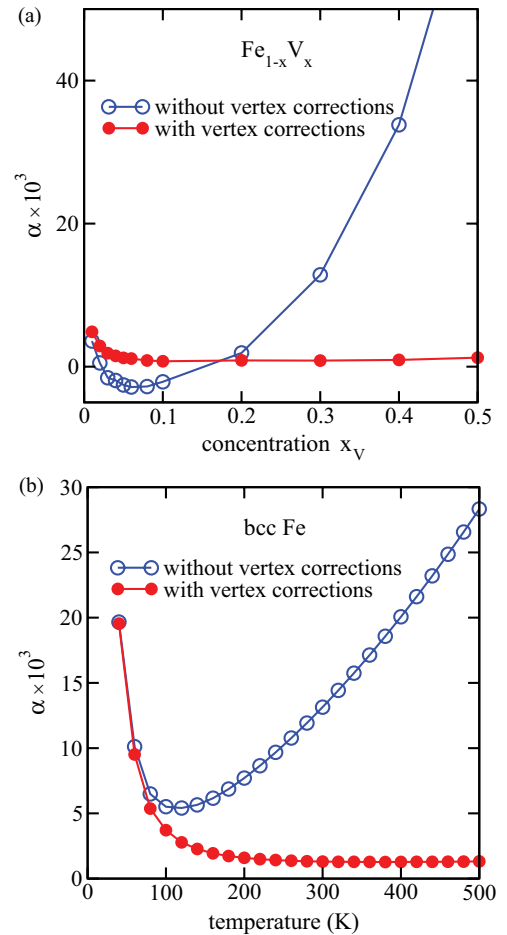 (a)
Fe1-xVx
without vertex corrections
with vertex corrections
α × 10³
40
20
0
0 0.1 0.2 0.3 0.4 0.5
concentration xV
(b)
bcc Fe
without vertex corrections
with vertex corrections
α × 10³
30
25
20
15
10
5
0
0 100 200 300 400 500
temperature (K)